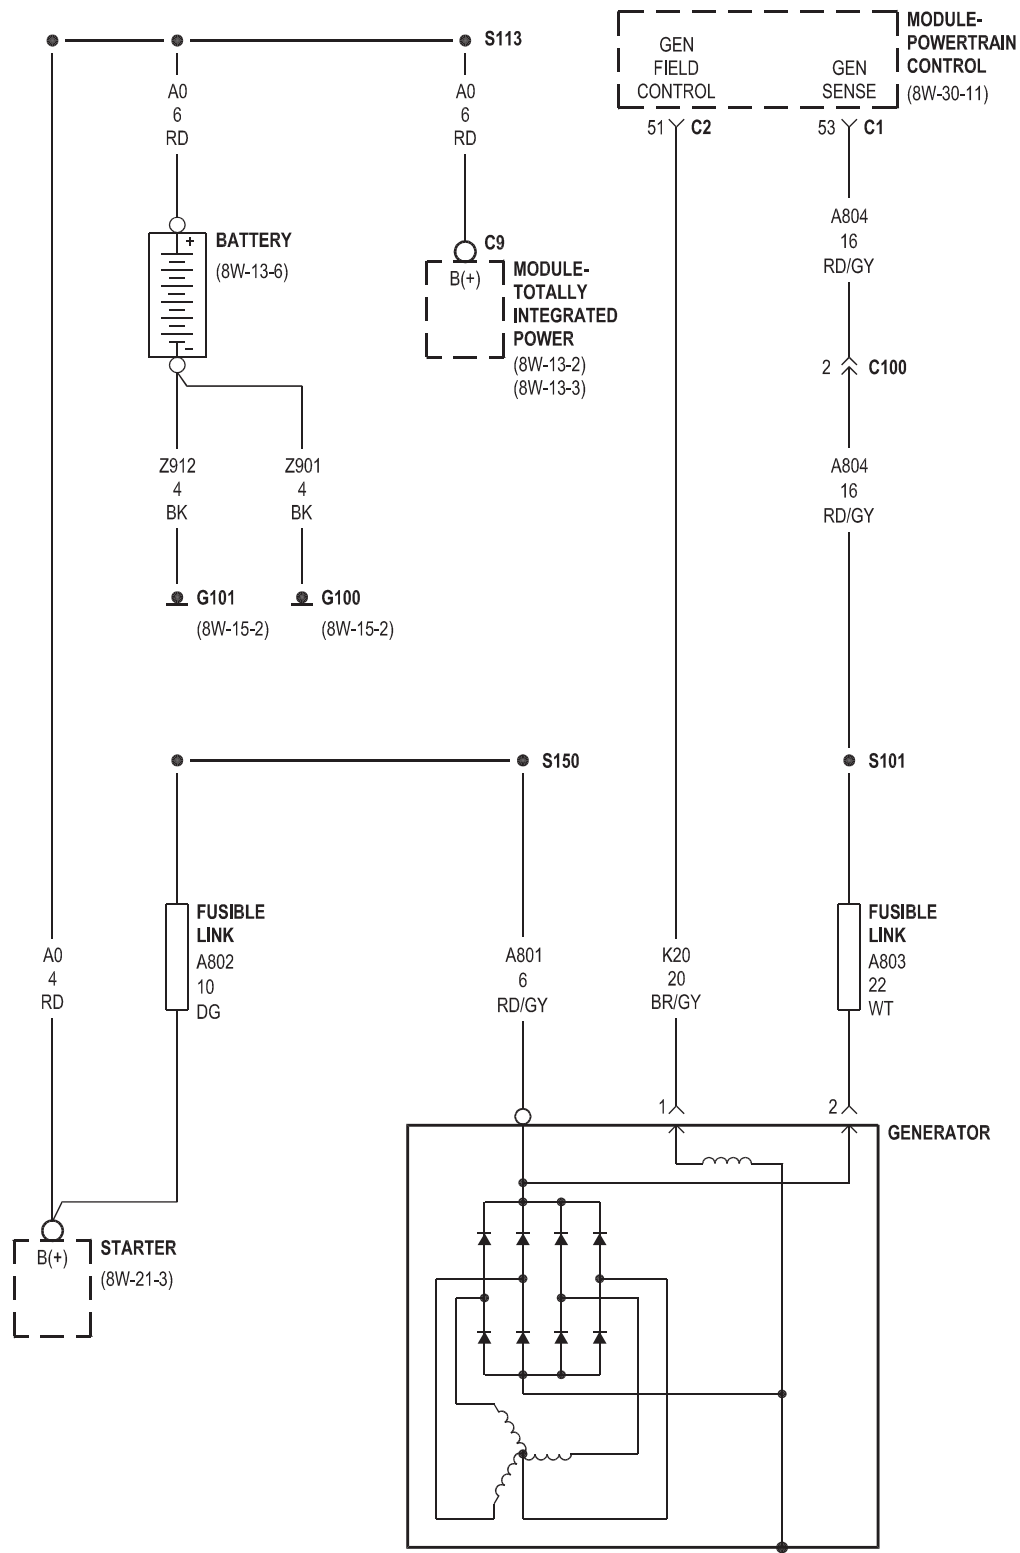 S113
A0
6
RD
A0
6
RD
GEN
FIELD
CONTROL
GEN
SENSE
MODULE-
POWERTRAIN
CONTROL
(8W-30-11)
51
C2
53
C1
BATTERY
(8W-13-6)
+
-
C9
B(+)
MODULE-
TOTALLY
INTEGRATED
POWER
(8W-13-2)
(8W-13-3)
A804
16
RD/GY
2
C100
Z912
4
BK
Z901
4
BK
A804
16
RD/GY
G101
(8W-15-2)
G100
(8W-15-2)
S150
S101
A0
4
RD
FUSIBLE
LINK
A802
10
DG
A801
6
RD/GY
K20
20
BR/GY
FUSIBLE
LINK
A803
22
WT
1
2
GENERATOR
B(+)
STARTER
(8W-21-3)